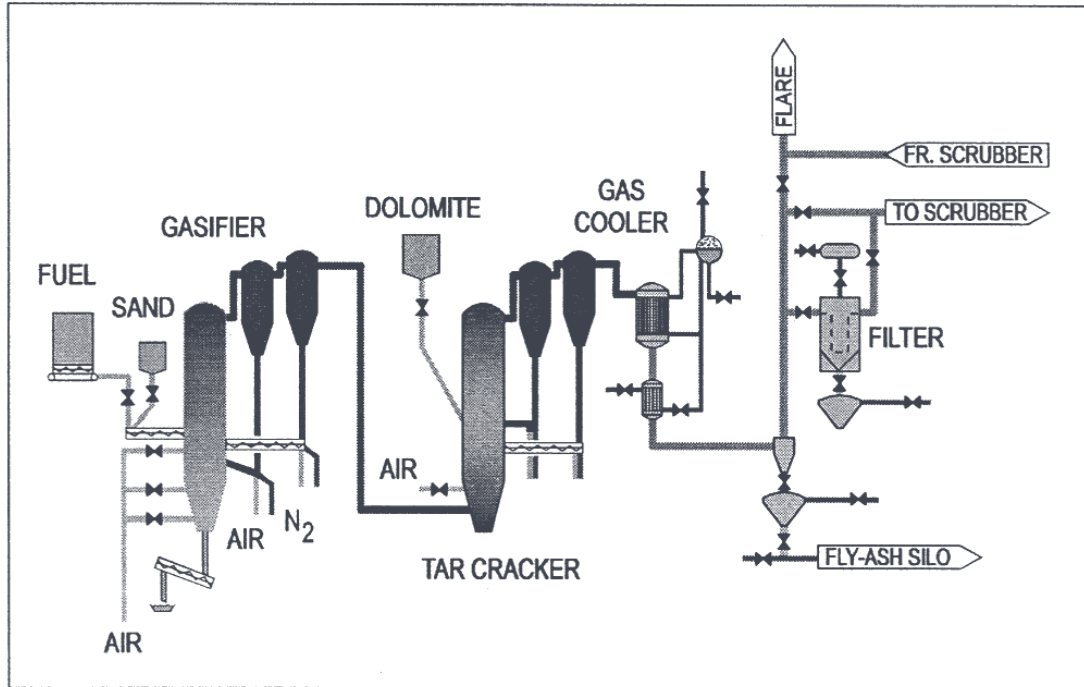 FLARE
FR. SCRUBBER
TO SCRUBBER
GAS
COOLER
DOLOMITE
GASIFIER
FUEL
SAND
FILTER
AIR
AIR
N2
TAR CRACKER
FLY-ASH SILO
AIR